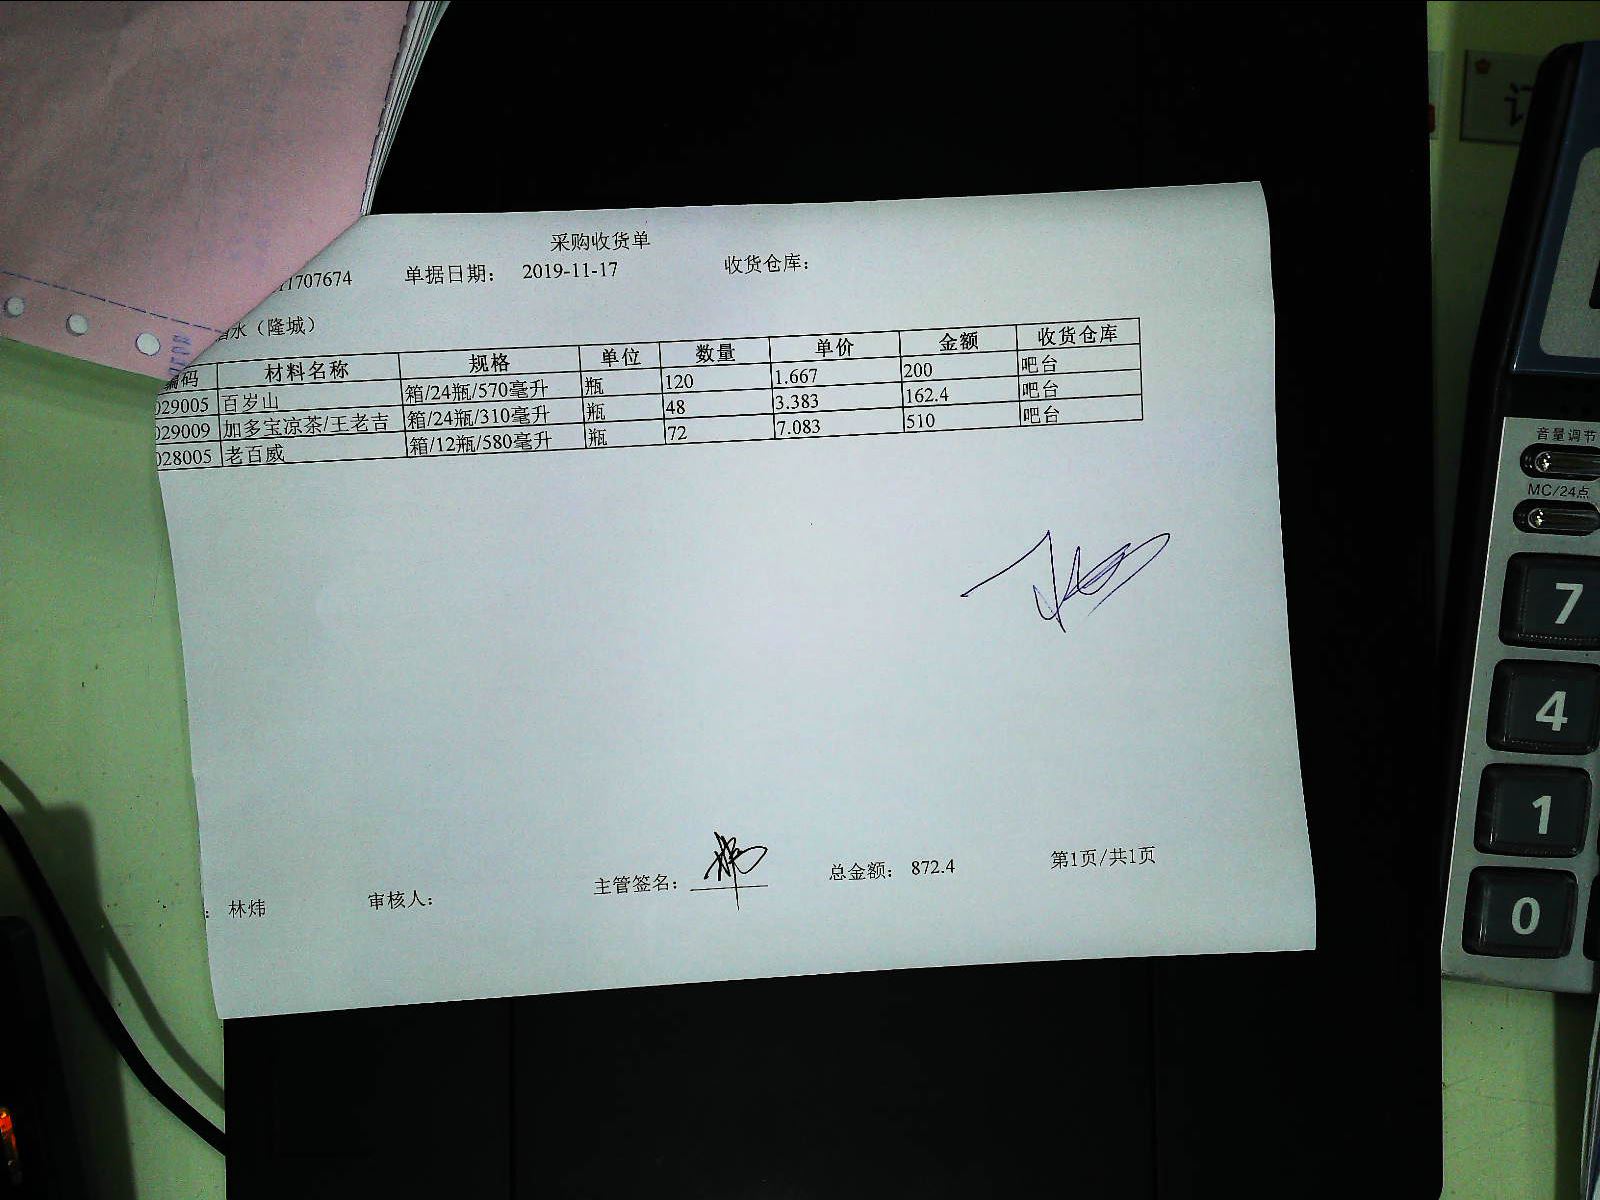 采购收货单
11707674 单据日期： 2019-11-17 收货仓库：
水（隆城）
编码 材料名称 规格 单位 数量 单价 金额 收货仓库
029005 百岁山 箱/24瓶/570毫升 瓶 120 1.667 200 吧台
029009 加多宝凉茶/王老吉 箱/24瓶/310毫升 瓶 48 3.383 162.4 吧台
028005 老百威 箱/12瓶/580毫升 瓶 72 7.083 510 吧台
： 林炜 审核人： 主管签名： 总金额： 872.4 第1页/共1页
音量调节
MC/24点
7
4
1
0